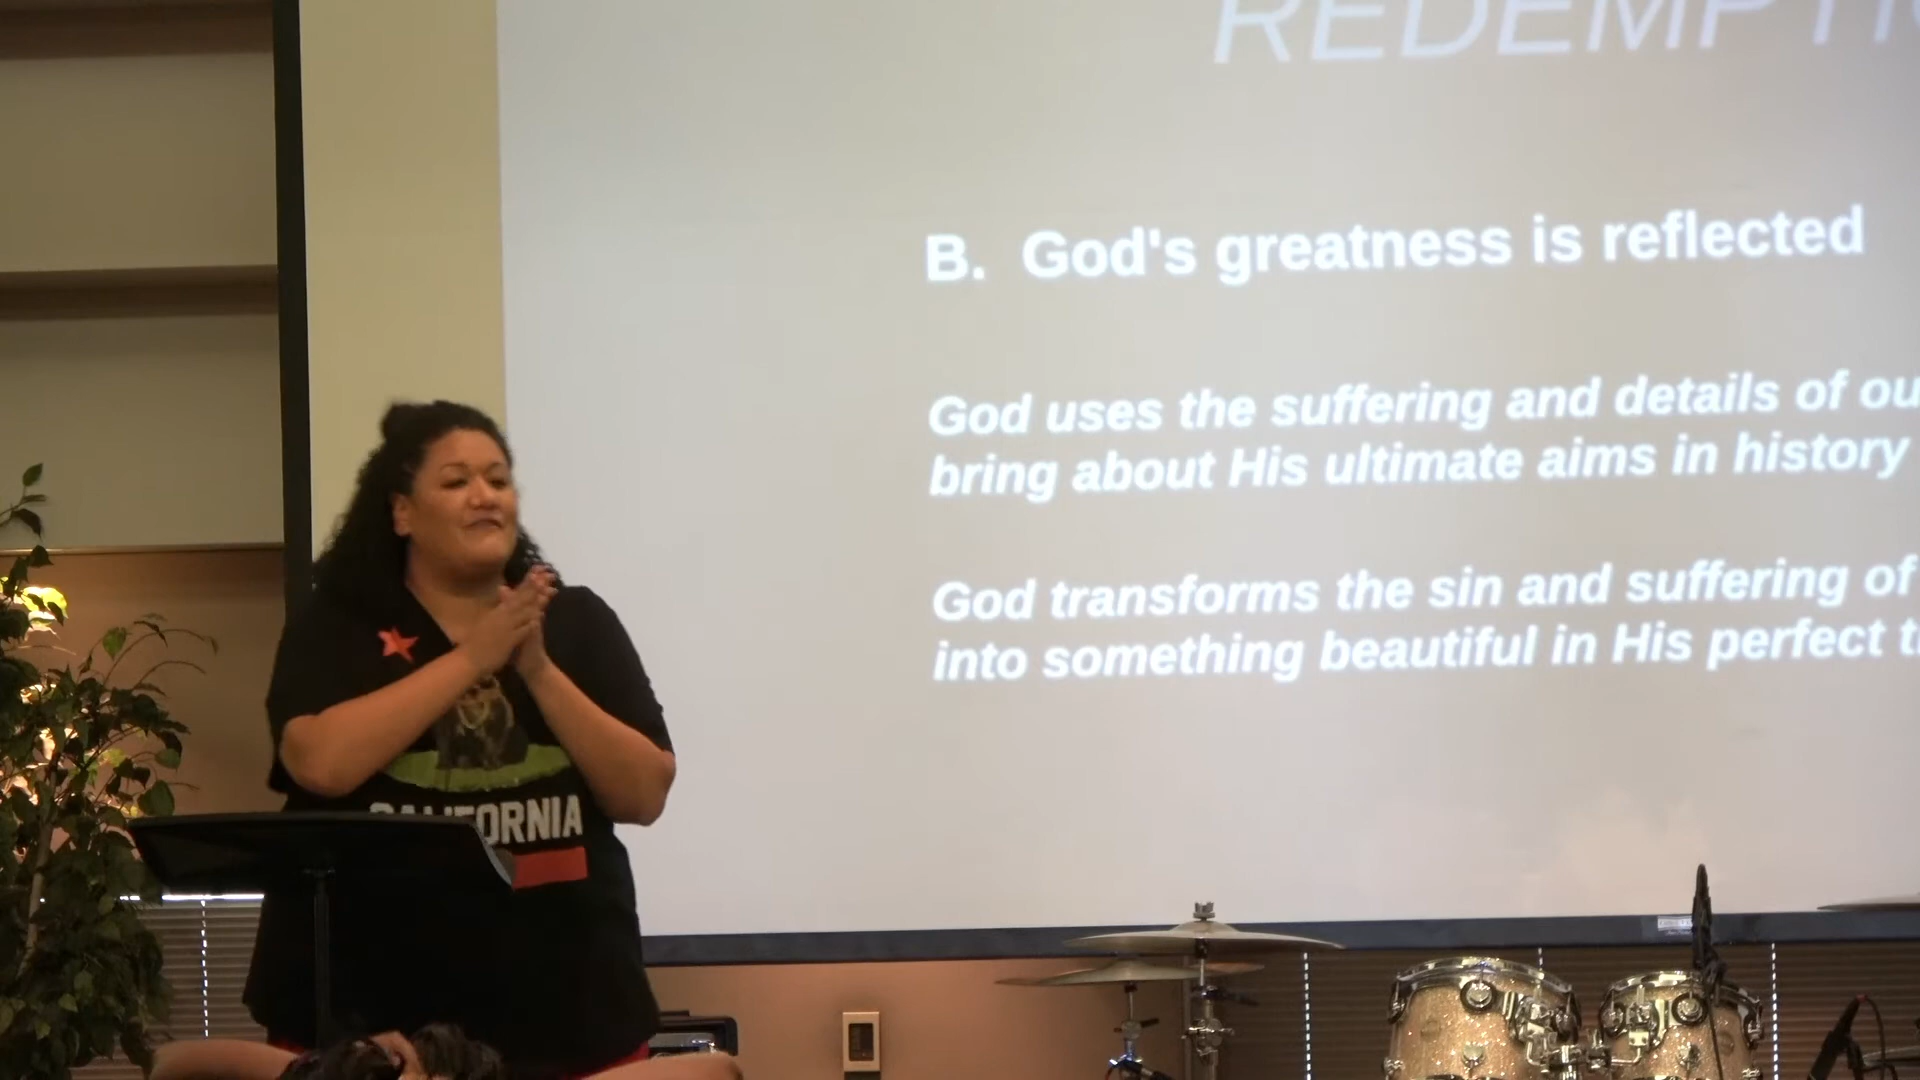 REDEMPTI
B. God's greatness is reflected
God uses the suffering and details of ou
bring about His ultimate aims in history
God transforms the sin and suffering of
into something beautiful in His perfect
CALIFORNIA